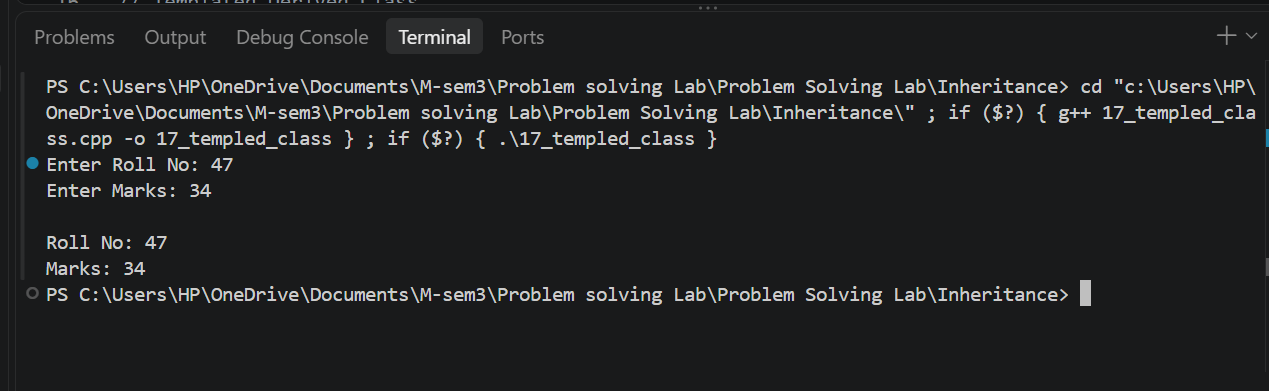 Problems Output Debug Console Terminal Ports
PS C:\Users\HP\OneDrive\Documents\M-sem3\Problem solving Lab\Problem Solving Lab\Inheritance> cd "c:\Users\HP\
OneDrive\Documents\M-sem3\Problem solving Lab\Problem Solving Lab\Inheritance\" ; if ($?) { g++ 17_templed_cla
ss.cpp -o 17_templed_class } ; if ($?) { .\17_templed_class }
Enter Roll No: 47
Enter Marks: 34
Roll No: 47
Marks: 34
PS C:\Users\HP\OneDrive\Documents\M-sem3\Problem solving Lab\Problem Solving Lab\Inheritance>